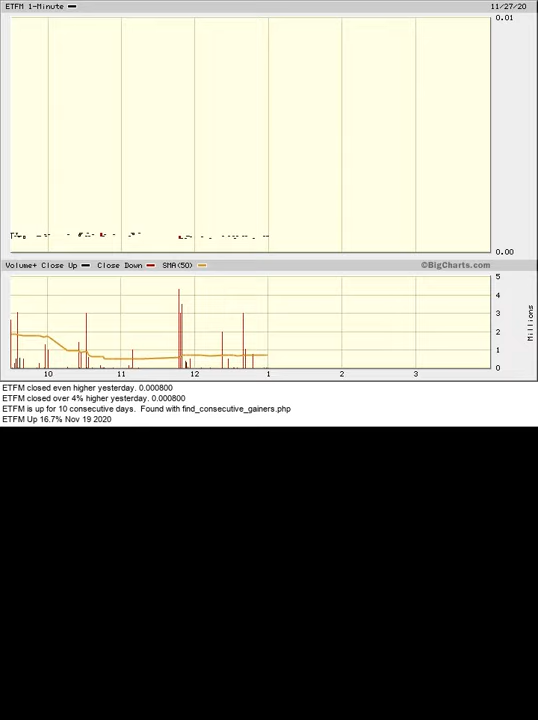 ETFM 1-Minute 11/27/20
0.01
0.00
Volume+ Close Up Close Down SMA(50) ©BigCharts.com
5
4
3
2
1
0
Millions
10 11 12 1 2 3
ETFM closed even higher yesterday. 0.000800
ETFM closed over 4% higher yesterday. 0.000800
ETFM is up for 10 consecutive days. Found with find_consecutive_gainers.php
ETFM Up 16.7% Nov 19 2020